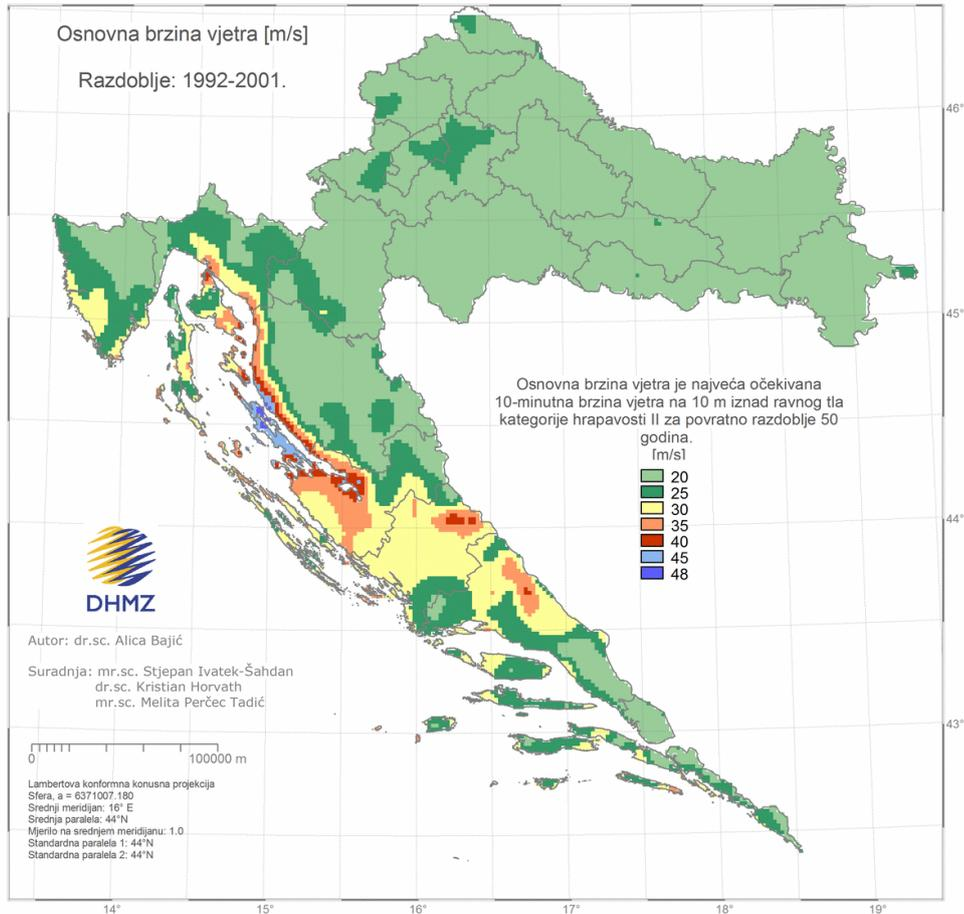 Osnovna brzina vjetra [m/s]
Razdoblje: 1992-2001.
46°
45°
Osnovna brzina vjetra je najveća očekivana
10-minutna brzina vjetra na 10 m iznad ravnog tla
kategorije hrapavosti II za povratno razdoblje 50
godina.
[m/s]
20
25
30
35
40
45
48
44°
DHMZ
Autor: dr.sc. Alica Bajić
Suradnja: mr.sc. Stjepan Ivatek-Šahdan
dr.sc. Kristian Horvath
mr.sc. Melita Perčec Tadić
43°
0 100000 m
Lambertova konformna konusna projekcija
Sfera, a = 6371007.180
Srednji meridijan: 16° E
Srednja paralela: 44°N
Mjerilo na srednjem meridijanu: 1.0
Standardna paralela 1: 44°N
Standardna paralela 2: 44°N
14° 15° 16° 17° 18° 19°